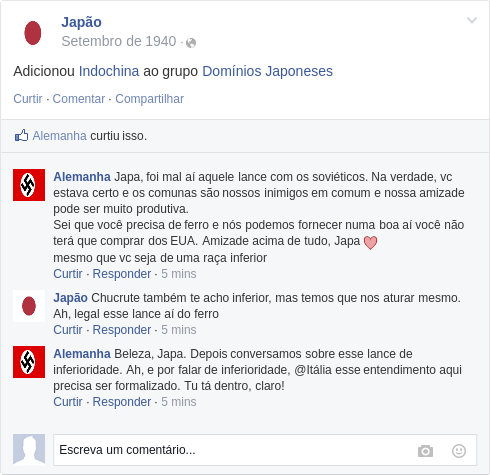 Japão
Setembro de 1940 ·
Adicionou Indochina ao grupo Domínios Japoneses
Curtir · Comentar · Compartilhar
Alemanha curtiu isso.
Alemanha Japa, foi mal aí aquele lance com os soviéticos. Na verdade, vc
estava certo e os comunas são nossos inimigos em comum e nossa amizade
pode ser muito produtiva.
Sei que você precisa de ferro e nós podemos fornecer numa boa aí você não
terá que comprar dos EUA. Amizade acima de tudo, Japa
mesmo que vc seja de uma raça inferior
Curtir · Responder · 5 mins
Japão Chucrute também te acho inferior, mas temos que nos aturar mesmo.
Ah, legal esse lance aí do ferro
Curtir · Responder · 5 mins
Alemanha Beleza, Japa. Depois conversamos sobre esse lance de
inferioridade. Ah, e por falar de inferioridade, @Itália esse entendimento aqui
precisa ser formalizado. Tu tá dentro, claro!
Curtir · Responder · 5 mins
Escreva um comentário...